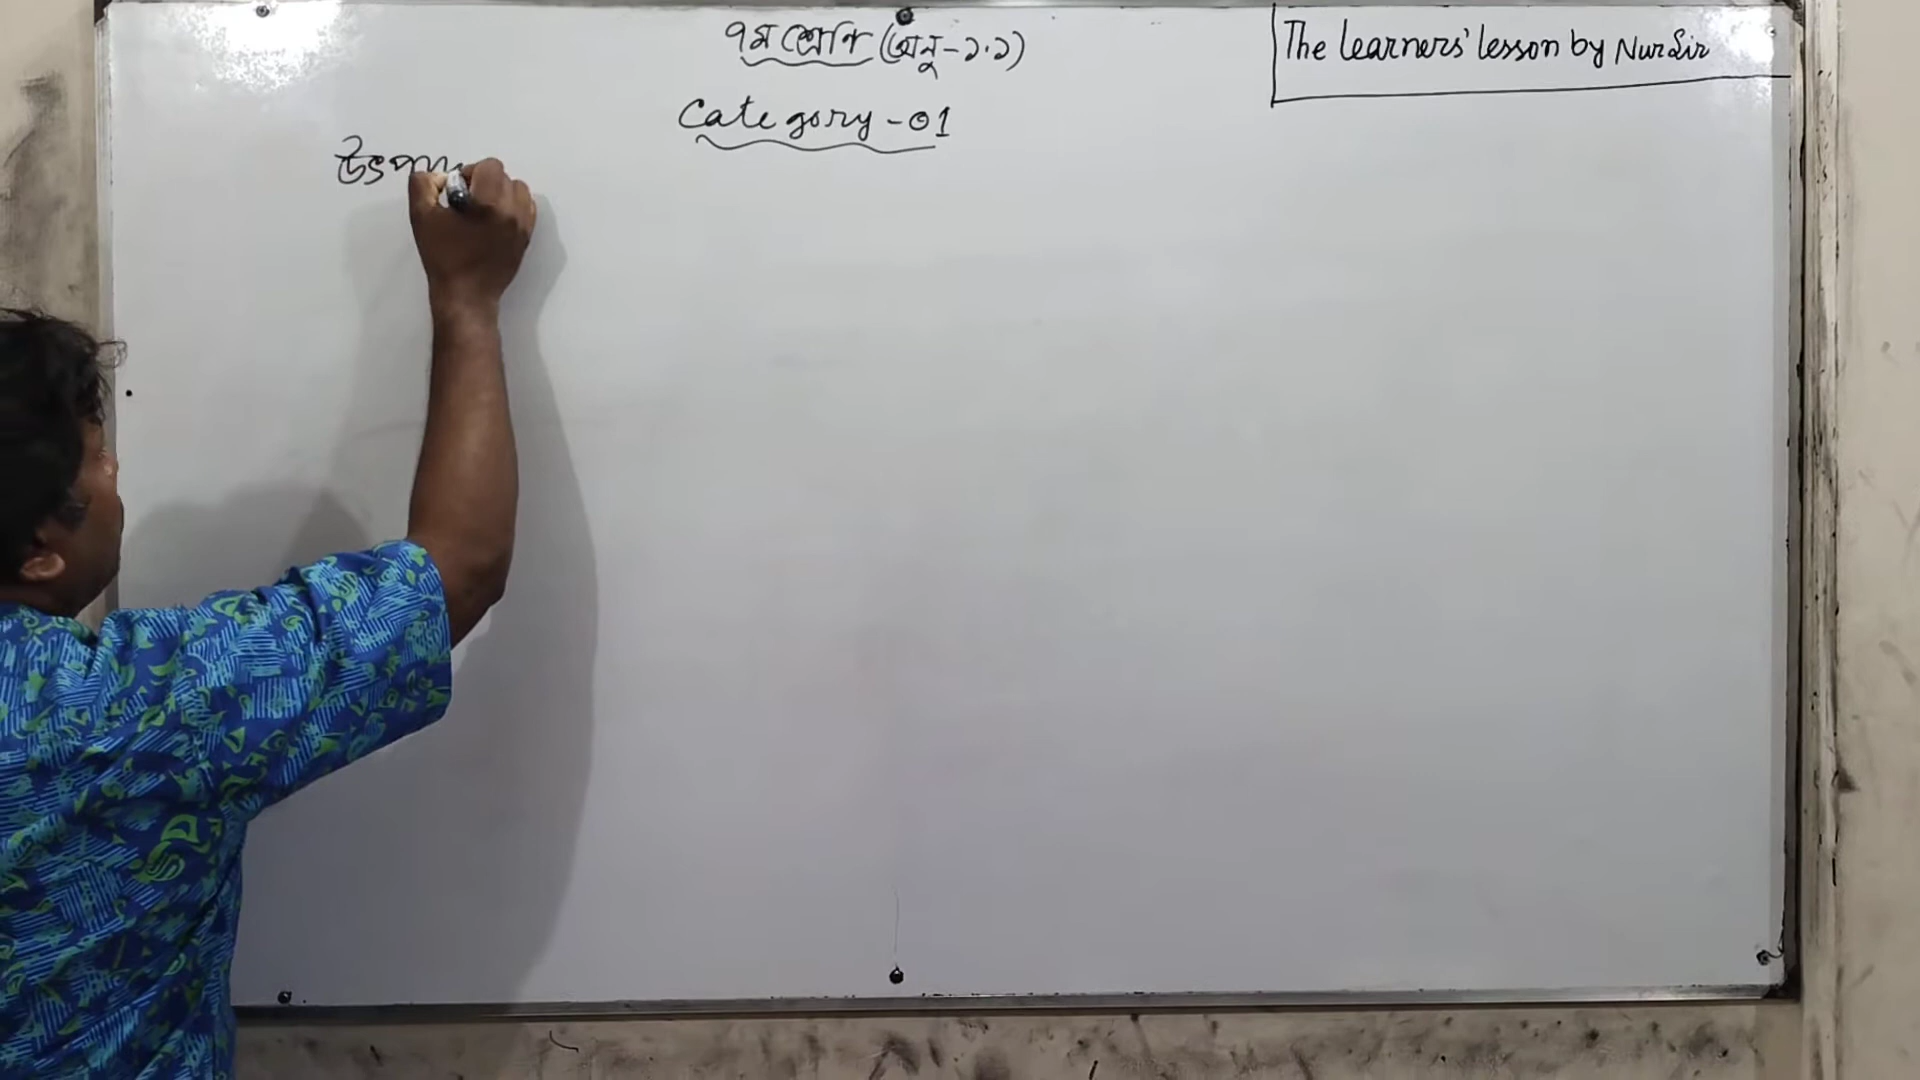 ৭ম শ্রেণি (অনু-১.১)
The learners' lesson by Nur Sir
Category-01